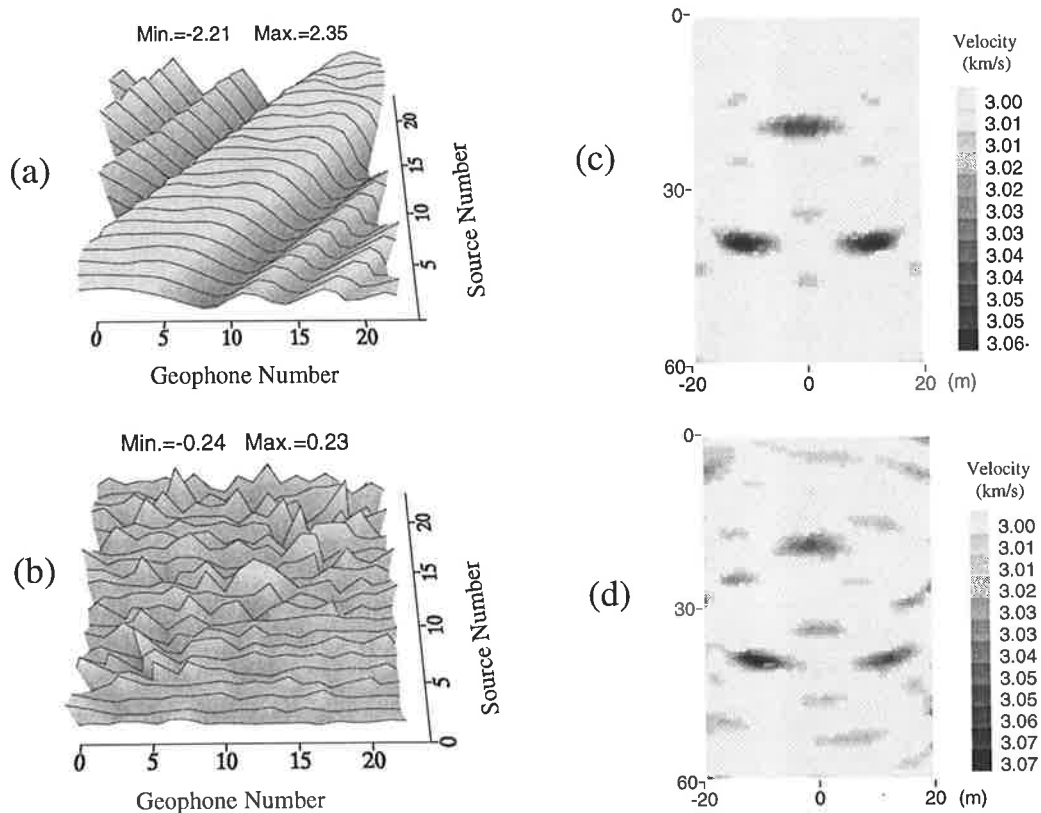 Min.=-2.21 Max.=2.35
(a)
20
15
10
5
Source Number
0 5 10 15 20
Geophone Number
Min.=-0.24 Max.=0.23
(b)
20
15
10
5
0
Source Number
0 5 10 15 20
Geophone Number
(c)
0
30
60
-20 0 20 (m)
Velocity
(km/s)
3.00
3.01
3.01
3.02
3.02
3.03
3.03
3.04
3.04
3.05
3.05
3.06
(d)
0
30
60
-20 0 20 (m)
Velocity
(km/s)
3.00
3.01
3.01
3.02
3.03
3.03
3.04
3.05
3.05
3.06
3.07
3.07